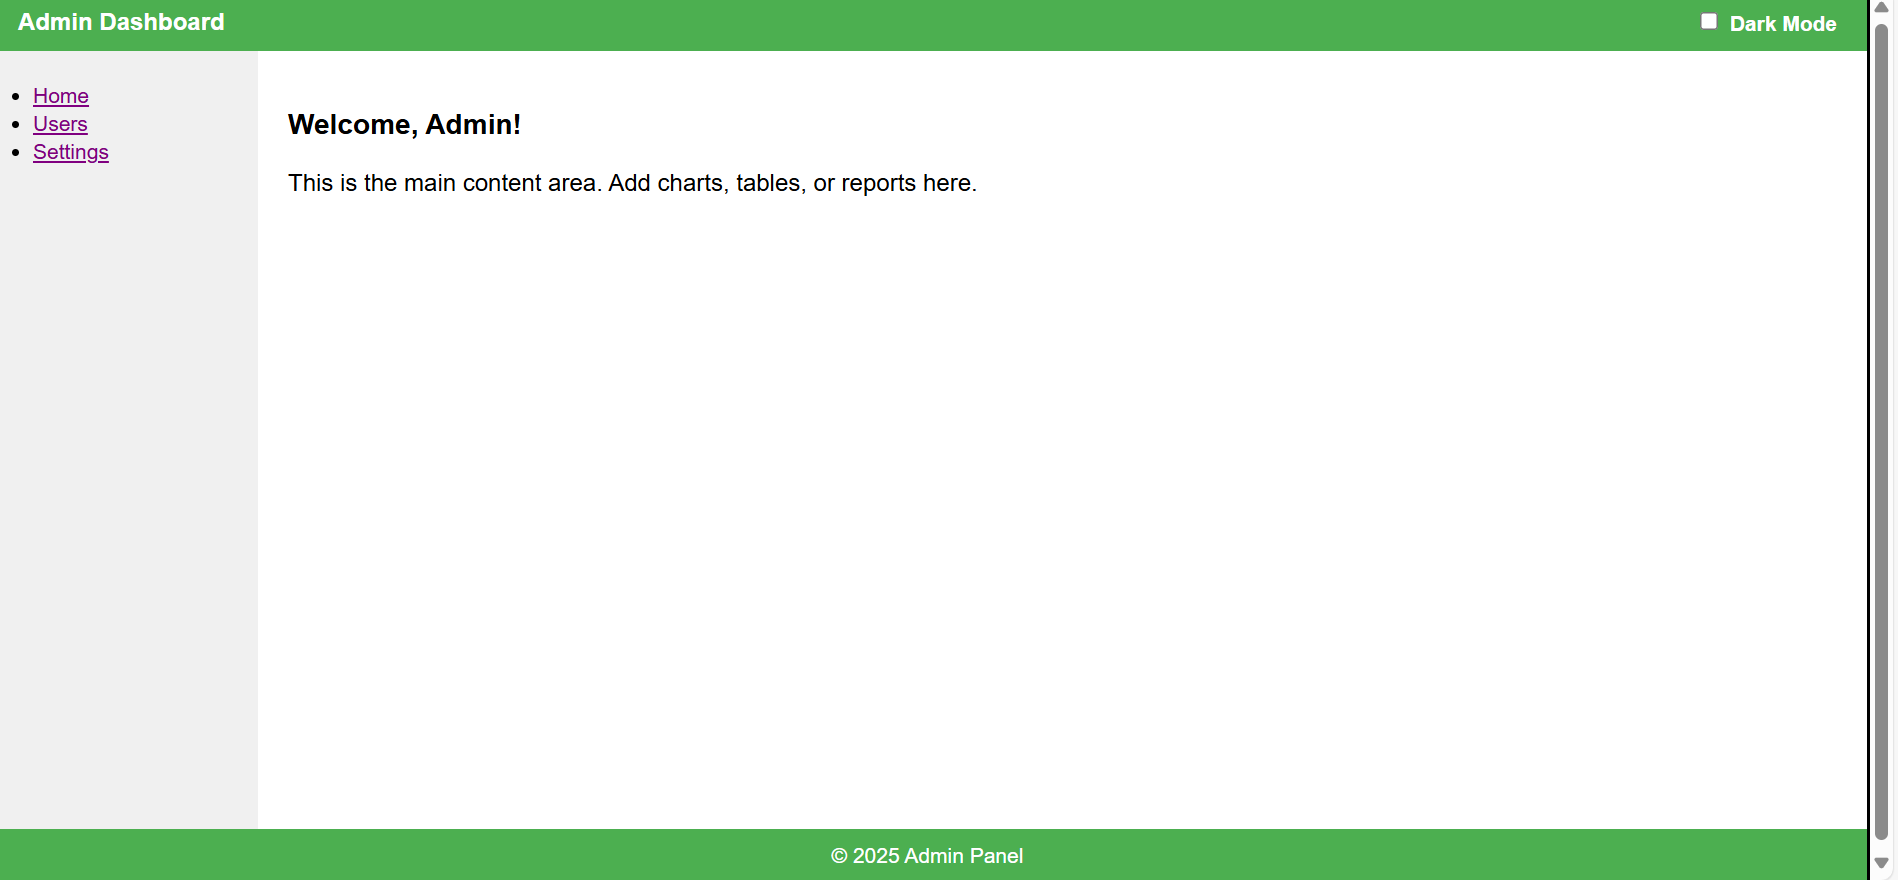 Admin Dashboard
Dark Mode
Home
Users
Settings
Welcome, Admin!
This is the main content area. Add charts, tables, or reports here.
© 2025 Admin Panel